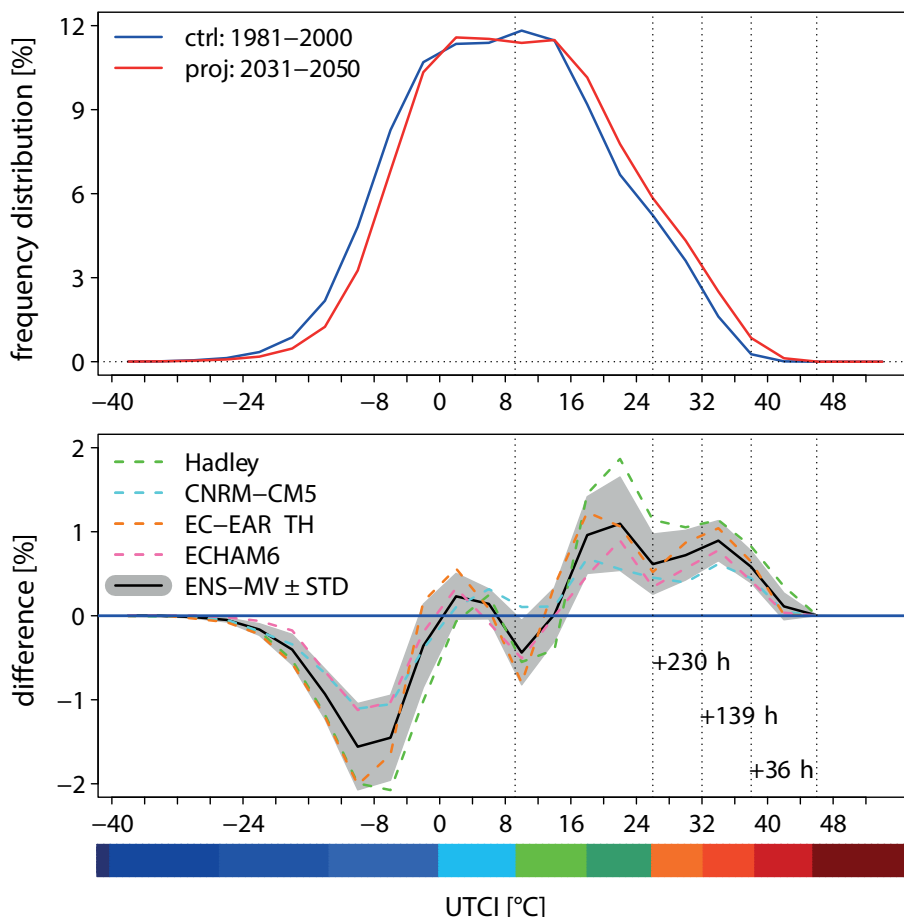 12
9
6
3
0
frequency distribution [%]
ctrl: 1981−2000
proj: 2031−2050
−40 −24 −8 0 8 16 24 32 40 48
2
1
0
−1
−2
difference [%]
Hadley
CNRM−CM5
EC−EAR TH
ECHAM6
ENS−MV ± STD
+230 h
+139 h
+36 h
−40 −24 −8 0 8 16 24 32 40 48
UTCI [°C]